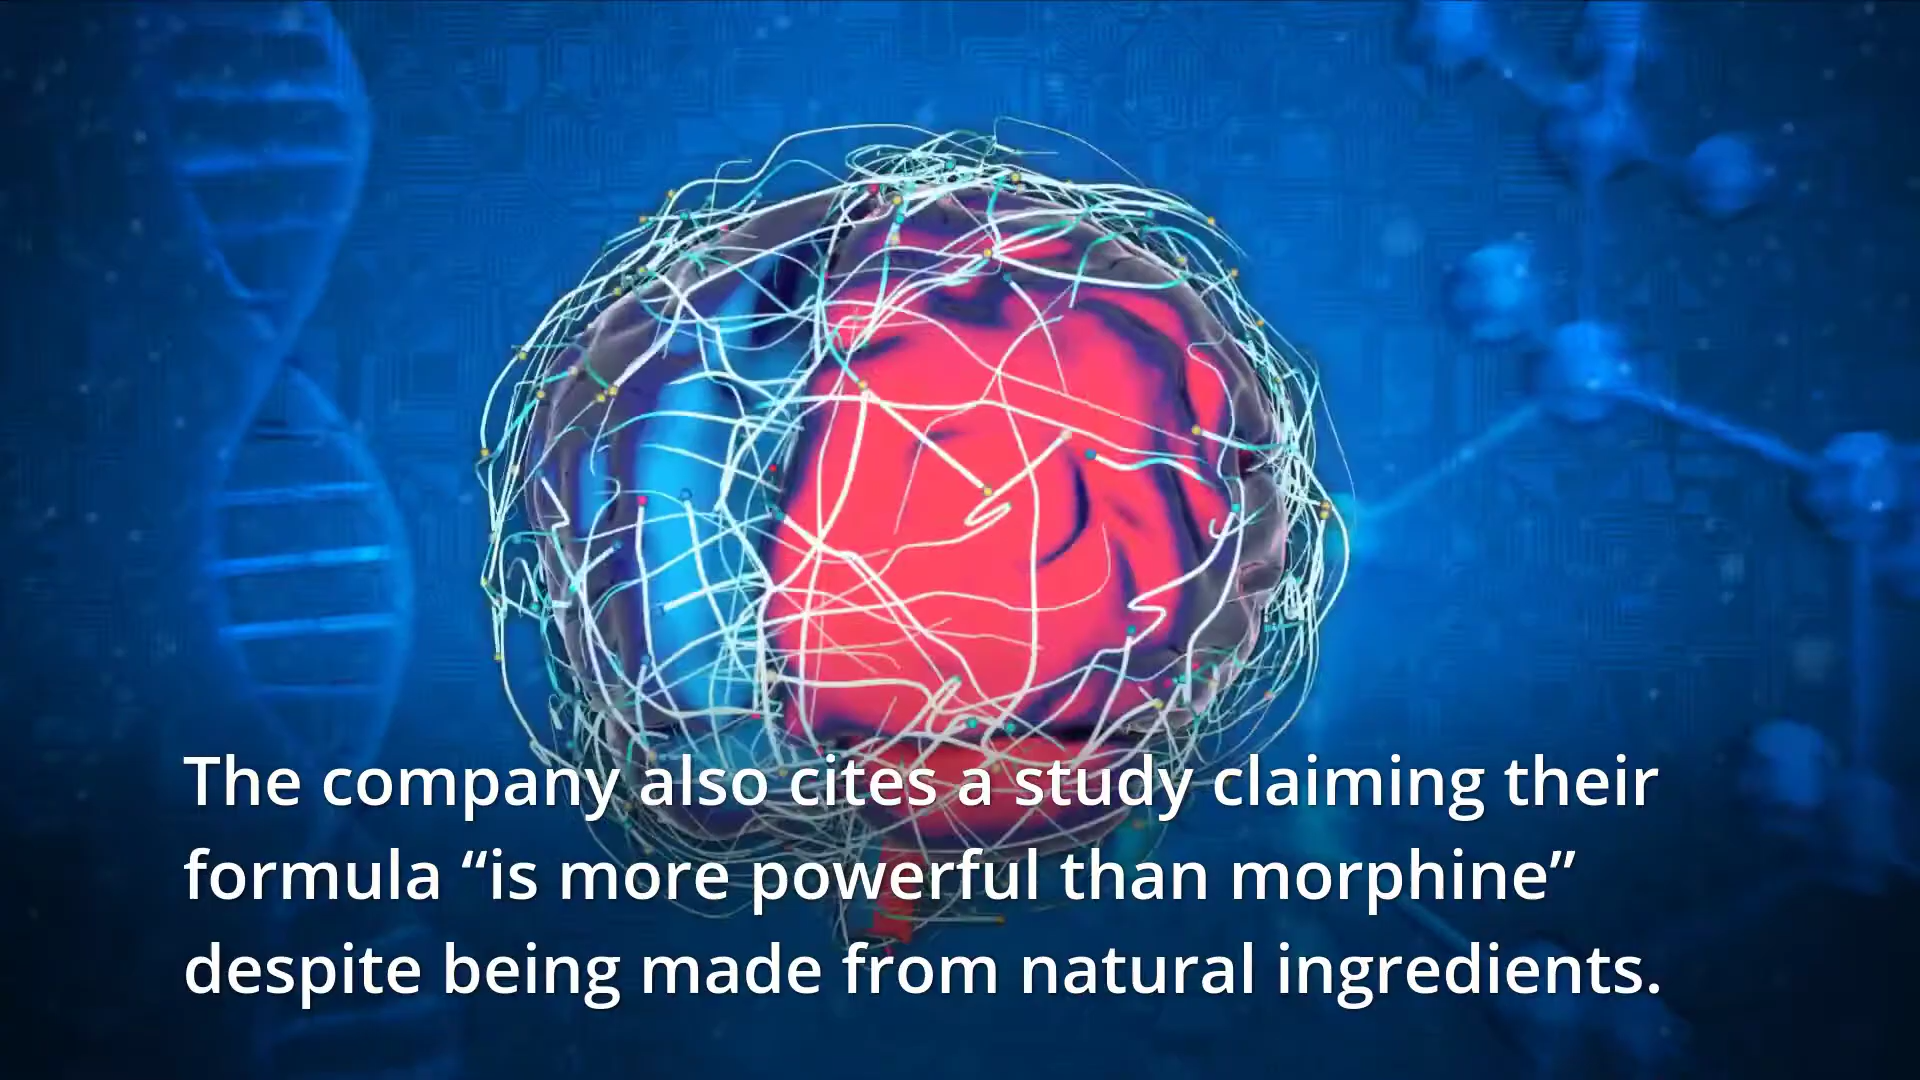 The company also cites a study claiming their
formula “is more powerful than morphine”
despite being made from natural ingredients.